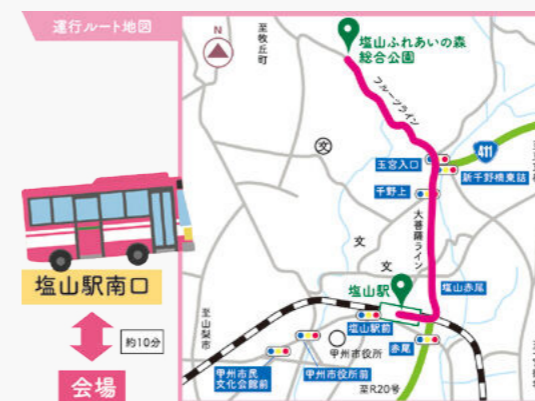 運行ルート地図
N
至牧丘町
塩山ふれあいの森
総合公園
フルーツライン
文
411
玉宮入口
新千野橋東詰
千野上
大菩薩ライン
文
文
塩山駅
塩山赤尾
塩山駅南口
至山梨市
塩山駅前
赤尾
約10分
甲州市役所
甲州市民
文化会館前
甲州市役所前
至R20号
会場